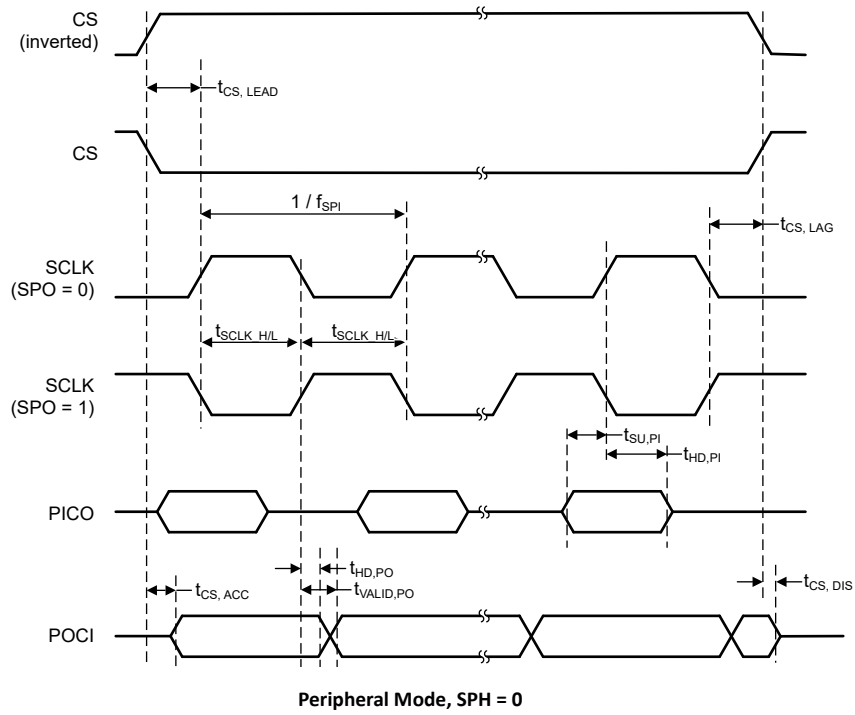 CS
(inverted)
tCS, LEAD
CS
1 / fSPI
tCS, LAG
SCLK
(SPO = 0)
tSCLK_H/L
tSCLK_H/L
SCLK
(SPO = 1)
tSU,PI
tHD,PI
PICO
tHD,PO
tVALID,PO
tCS, ACC
tCS, DIS
POCI
Peripheral Mode, SPH = 0